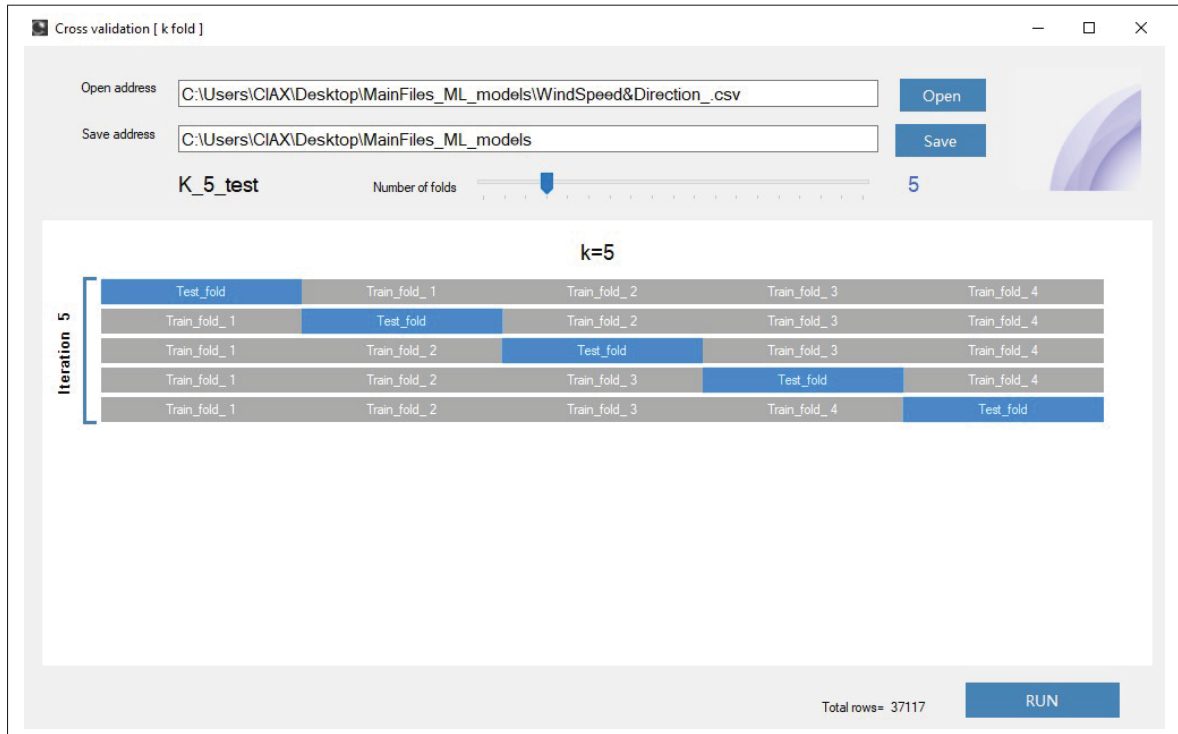 Cross validation [ k fold ]
Open address C:\Users\CIAX\Desktop\MainFiles_ML_models\WindSpeed&Direction_.csv Open
Save address C:\Users\CIAX\Desktop\MainFiles_ML_models Save
K_5_test Number of folds 5
k=5
Iteration 5
Test_fold Train_fold_ 1 Train_fold_ 2 Train_fold_ 3 Train_fold_ 4
Train_fold_ 1 Test_fold Train_fold_ 2 Train_fold_ 3 Train_fold_ 4
Train_fold_ 1 Train_fold_ 2 Test_fold Train_fold_ 3 Train_fold_ 4
Train_fold_ 1 Train_fold_ 2 Train_fold_ 3 Test_fold Train_fold_ 4
Train_fold_ 1 Train_fold_ 2 Train_fold_ 3 Train_fold_ 4 Test_fold
Total rows= 37117 RUN